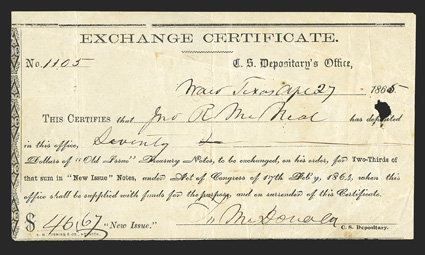 EXCHANGE CERTIFICATE.
No. 1105 C. S. Depositary's Office,
Waco Texas Apl 27 1865
THIS CERTIFIES that Jno R. McNeal has deposited
in this office, Seventy
Dollars of "Old Issue" Treasury Notes, to be exchanged, on his order, for Two-Thirds of
that sum in "New Issue" Notes, under Act of Congress of 17th Feb'y, 1864, when this
office shall be supplied with funds for the purpose, and on surrender of this Certificate.
$ 46,67 "New Issue." McDonald
C. S. Depositary.